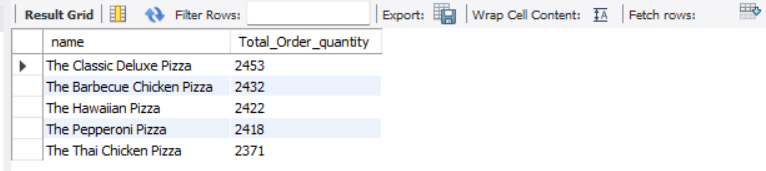 Result Grid Filter Rows: Export: Wrap Cell Content: IA Fetch rows:
name Total_Order_quantity
The Classic Deluxe Pizza 2453
The Barbecue Chicken Pizza 2432
The Hawaiian Pizza 2422
The Pepperoni Pizza 2418
The Thai Chicken Pizza 2371